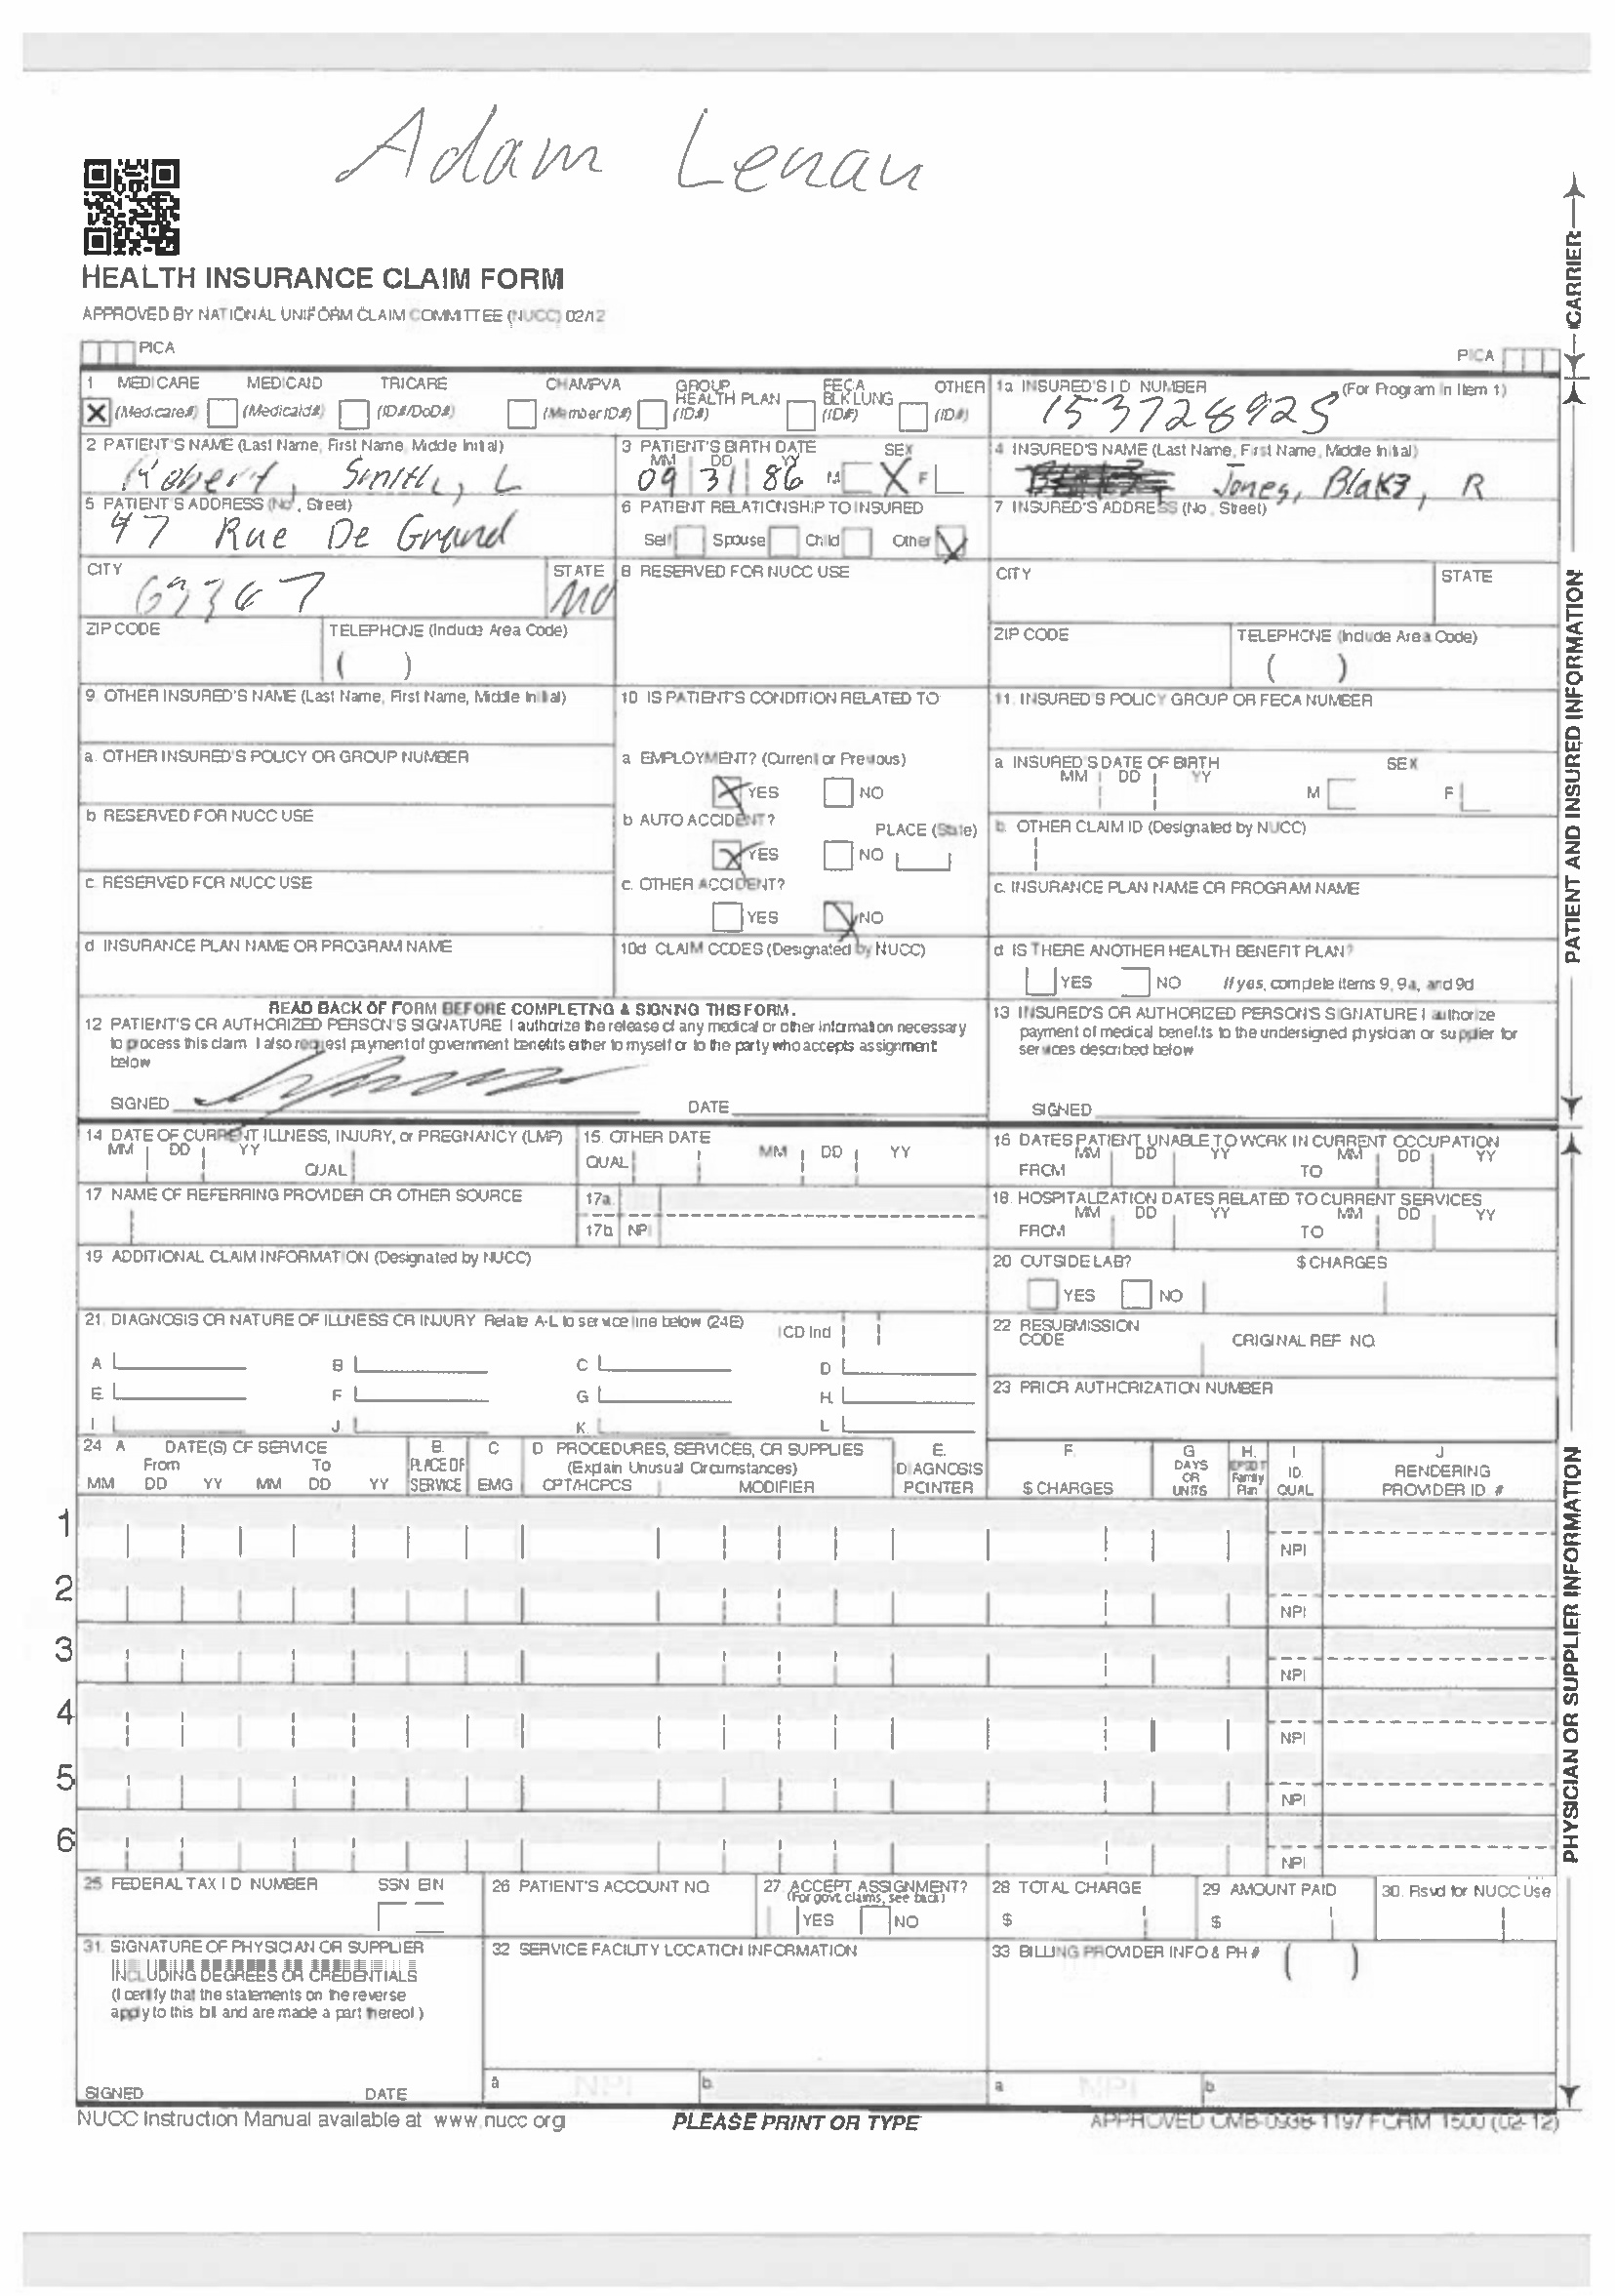 Adam Lenau
HEALTH INSURANCE CLAIM FORM
APPROVED BY NATIONAL UNIFORM CLAIM COMMITTEE (NUCC) 02/12
PICA
PICA
CARRIER
1 MEDICARE MEDICAID TRICARE CHAMPVA GROUP HEALTH PLAN FECA BLK LUNG OTHER
X (Medicare#) (Medicaid#) (ID#/DoD#) (Member ID#) (ID#) (ID#) (ID#)
1a INSURED'S I D NUMBER (For Program in Item 1)
153728925
2 PATIENT'S NAME (Last Name, First Name, Middle Initial)
Robert, Smith, L
3 PATIENT'S BIRTH DATE SEX
MM DD YY
09 31 86 M X F
4 INSURED'S NAME (Last Name, First Name, Middle Initial)
Jones, Blake, R
5 PATIENT'S ADDRESS (No, Street)
47 Rue De Grand
6 PATIENT RELATIONSHIP TO INSURED
Self Spouse Child Other X
7 INSURED'S ADDRESS (No, Street)
CITY STATE
63367 MO
8 RESERVED FOR NUCC USE
CITY STATE
ZIP CODE TELEPHONE (Include Area Code)
( )
ZIP CODE TELEPHONE (Include Area Code)
( )
9. OTHER INSURED'S NAME (Last Name, First Name, Middle Initial)
10 IS PATIENT'S CONDITION RELATED TO
11. INSURED'S POLICY GROUP OR FECA NUMBER
a. OTHER INSURED'S POLICY OR GROUP NUMBER
a EMPLOYMENT? (Current or Previous)
X YES NO
a INSURED'S DATE OF BIRTH SEX
MM DD YY M F
b RESERVED FOR NUCC USE
b AUTO ACCIDENT? PLACE (State)
X YES NO
b. OTHER CLAIM ID (Designated by NUCC)
c. RESERVED FOR NUCC USE
c. OTHER ACCIDENT?
YES X NO
c. INSURANCE PLAN NAME OR PROGRAM NAME
d INSURANCE PLAN NAME OR PROGRAM NAME
10d CLAIM CODES (Designated by NUCC)
d IS THERE ANOTHER HEALTH BENEFIT PLAN?
YES NO If yes, complete items 9, 9a, and 9d
READ BACK OF FORM BEFORE COMPLETING & SIGNING THIS FORM.
12 PATIENT'S OR AUTHORIZED PERSON'S SIGNATURE I authorize the release of any medical or other information necessary
to process this claim I also request payment of government benefits either to myself or to the party who accepts assignment
below
SIGNED DATE
13 INSURED'S OR AUTHORIZED PERSON'S SIGNATURE I authorize
payment of medical benefits to the undersigned physician or supplier for
services described below
SIGNED
PATIENT AND INSURED INFORMATION
14 DATE OF CURRENT ILLNESS, INJURY, or PREGNANCY (LMP)
MM DD YY QUAL
15. OTHER DATE
QUAL MM DD YY
16 DATES PATIENT UNABLE TO WORK IN CURRENT OCCUPATION
MM DD YY MM DD YY
FROM TO
17 NAME OF REFERRING PROVIDER OR OTHER SOURCE
17a.
17b NPI
18. HOSPITALIZATION DATES RELATED TO CURRENT SERVICES
MM DD YY MM DD YY
FROM TO
19 ADDITIONAL CLAIM INFORMATION (Designated by NUCC)
20 OUTSIDE LAB? $ CHARGES
YES NO
21. DIAGNOSIS OR NATURE OF ILLNESS OR INJURY Relate A-L to service line below (24E) ICD Ind
A B C D
E F G H.
I J K. L
22 RESUBMISSION CODE ORIGINAL REF NO.
23 PRIOR AUTHORIZATION NUMBER
24 A DATE(S) OF SERVICE B. C D PROCEDURES, SERVICES, OR SUPPLIES E. F. G H. I J
From To PLACE OF (Explain Unusual Circumstances) DIAGNOSIS DAYS OR UNITS EPSDT Family Plan ID. RENDERING
MM DD YY MM DD YY SERVICE EMG CPT/HCPCS MODIFIER POINTER $ CHARGES QUAL PROVIDER ID. #
1 NPI
2 NPI
3 NPI
4 NPI
5 NPI
6 NPI
PHYSICIAN OR SUPPLIER INFORMATION
25 FEDERAL TAX I D NUMBER SSN EIN
26 PATIENT'S ACCOUNT NO
27 ACCEPT ASSIGNMENT?
(For govt. claims, see back)
YES NO
28 TOTAL CHARGE
$
29 AMOUNT PAID
$
30. Rsvd for NUCC Use
31. SIGNATURE OF PHYSICIAN OR SUPPLIER
INCLUDING DEGREES OR CREDENTIALS
(I certify that the statements on the reverse
apply to this bill and are made a part thereof)
SIGNED DATE
32 SERVICE FACILITY LOCATION INFORMATION
a NPI b
33 BILLING PROVIDER INFO & PH # ( )
a NPI b
NUCC Instruction Manual available at www.nucc org
PLEASE PRINT OR TYPE
APPROVED OMB-0938-1197 FORM 1500 (02-12)